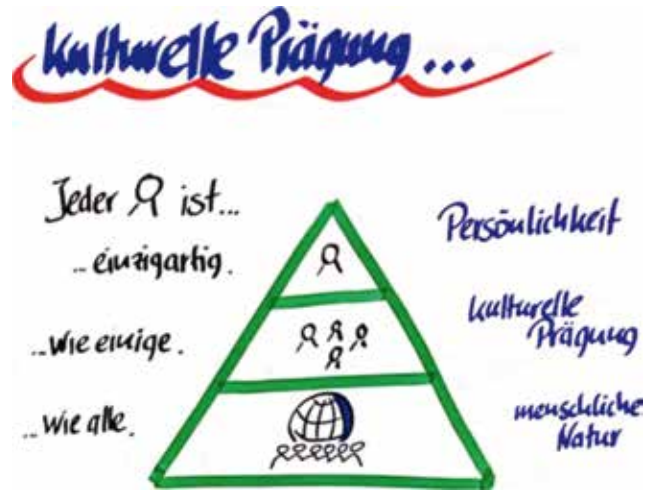 kulturelle Prägung...
Jeder ist...
...einzigartig.
Persönlichkeit
...wie einige.
kulturelle
Prägung
...wie alle.
menschliche
Natur